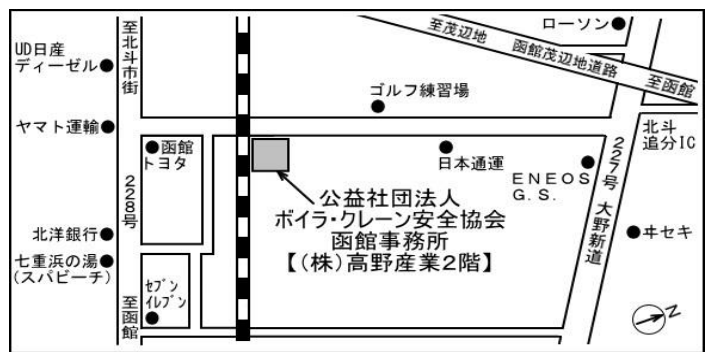 UD日産
ディーゼル
至北斗市街
ヤマト運輸
函館
トヨタ
228号
北洋銀行
七重浜の湯
(スパビーチ)
セブン
イレブン
至函館
ローソン
至茂辺地
函館茂辺地道路
至函館
ゴルフ練習場
日本通運
ENEOS
G.S.
北斗
追分IC
227号
大野新道
ヰセキ
公益社団法人
ボイラ・クレーン安全協会
函館事務所
【(株)高野産業2階】
N